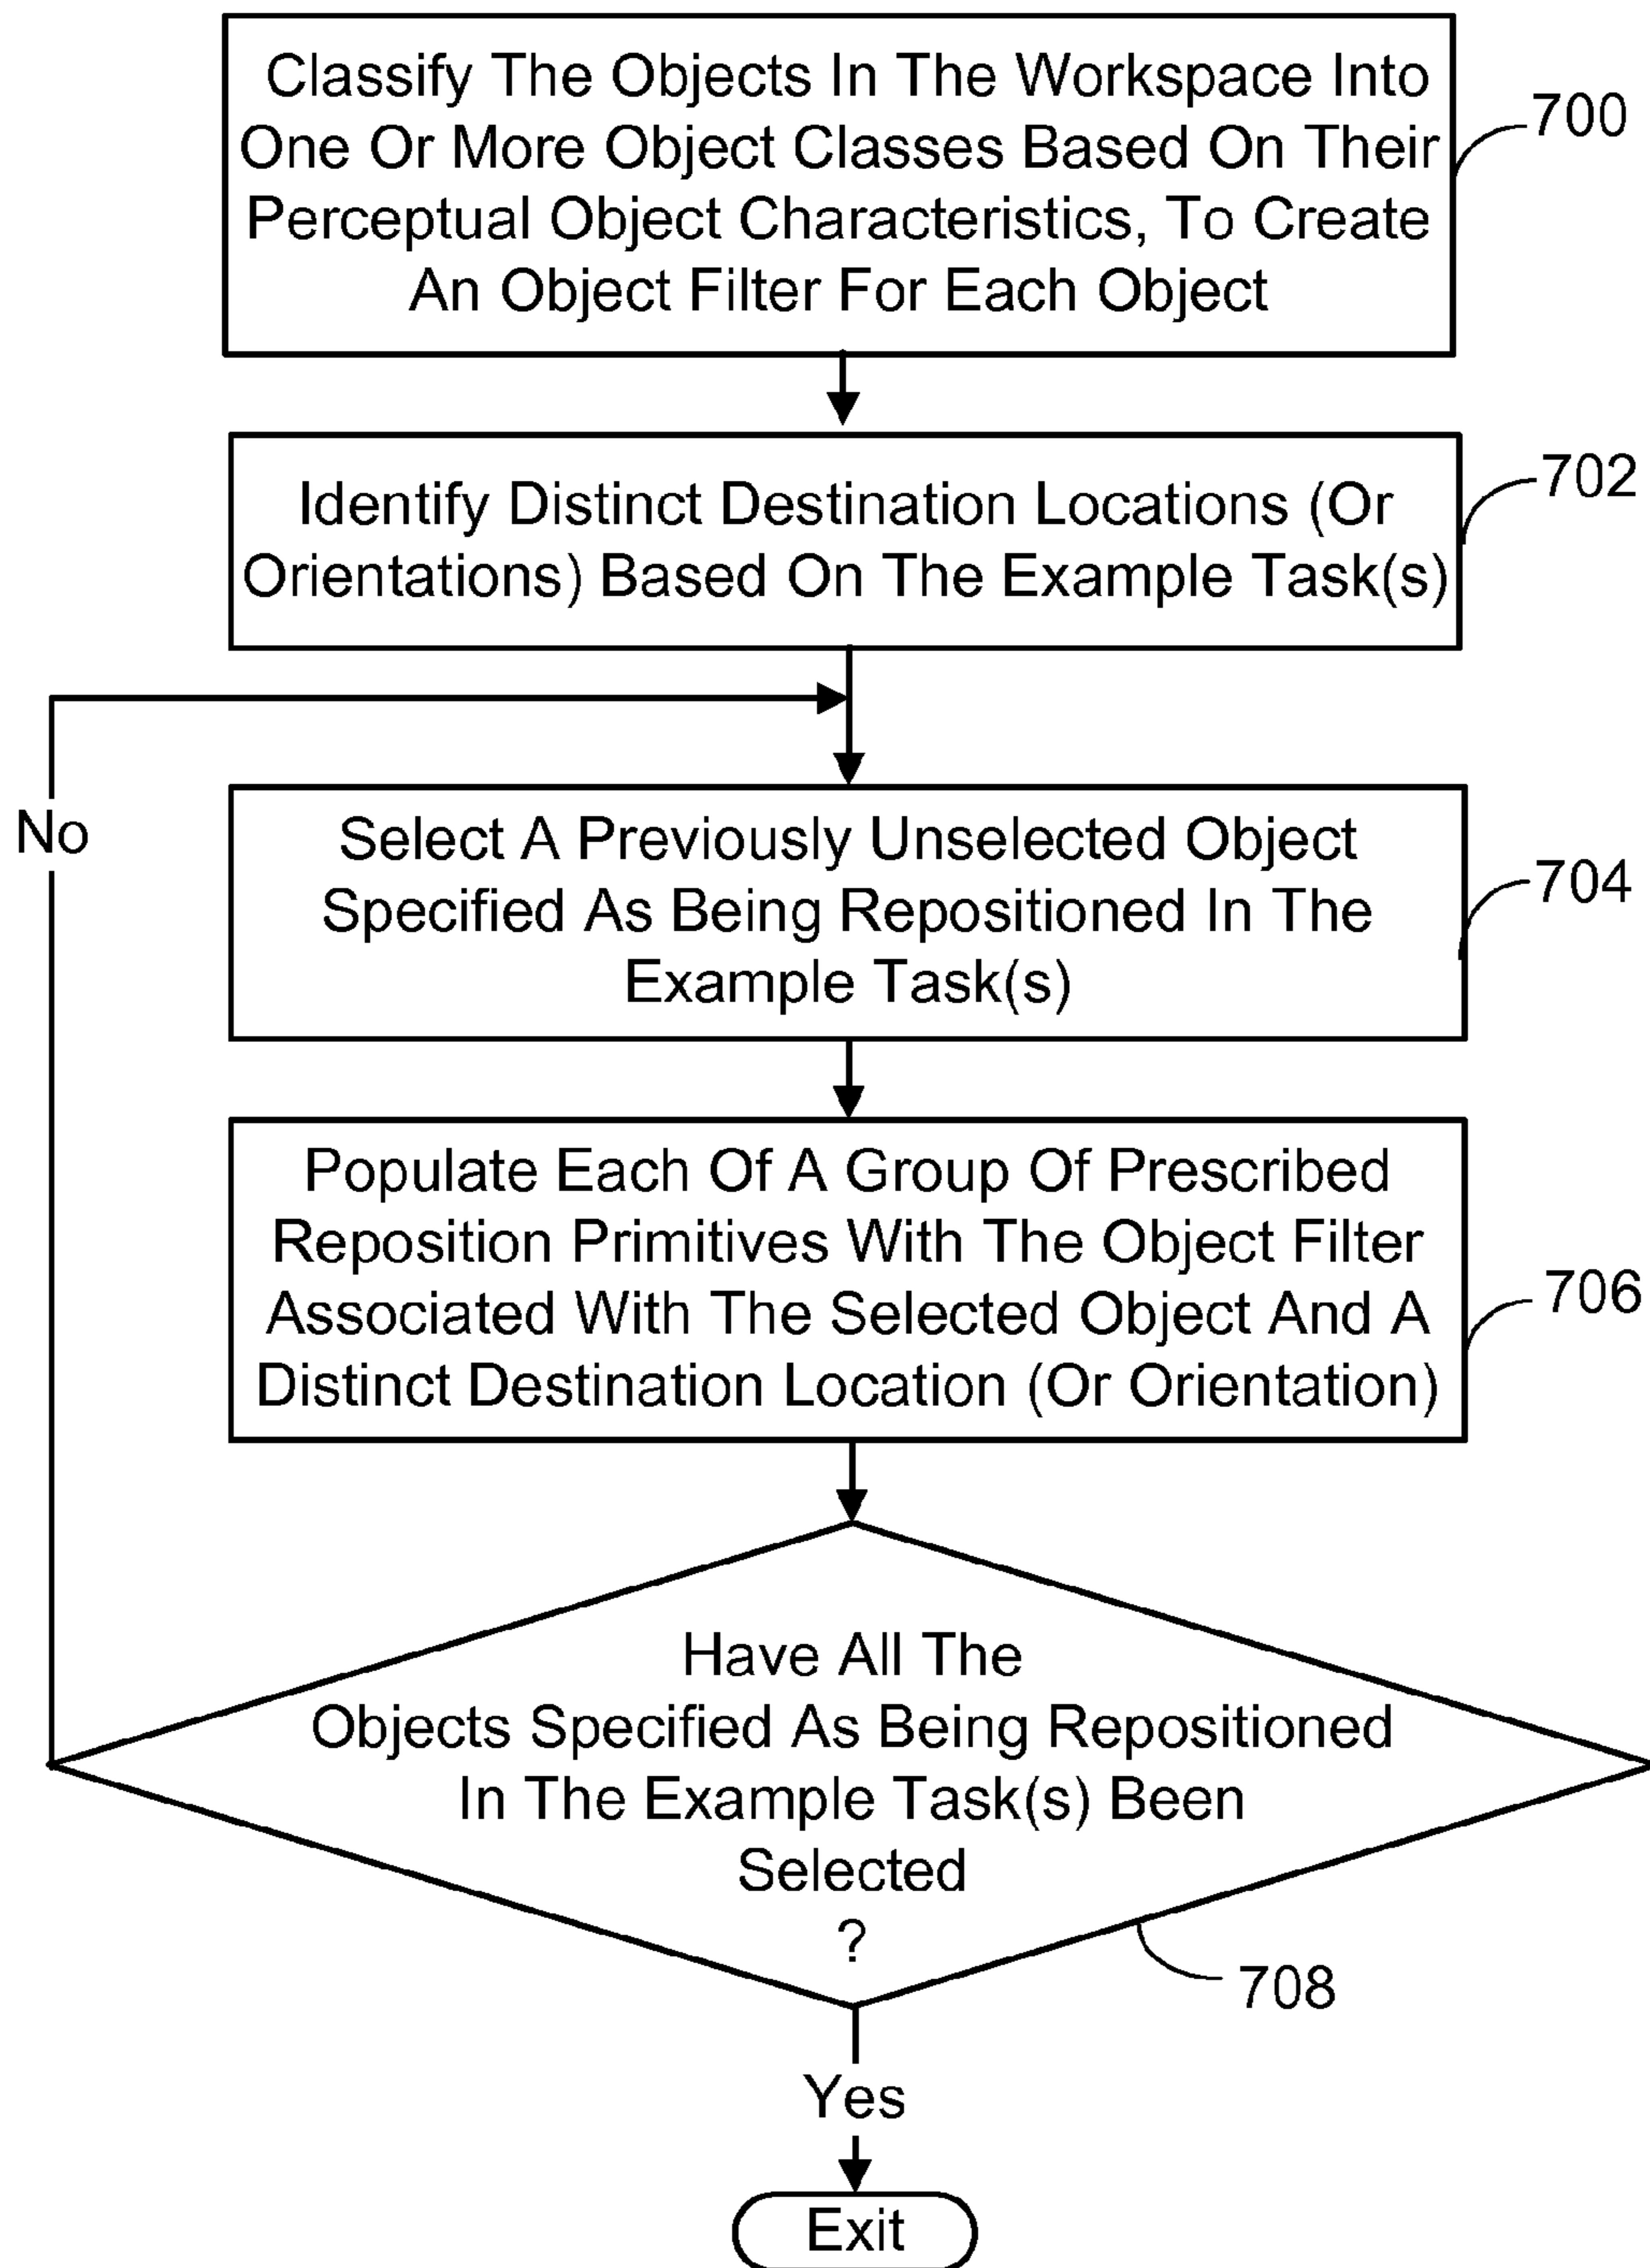 Classify The Objects In The Workspace Into
One Or More Object Classes Based On Their
Perceptual Object Characteristics, To Create
An Object Filter For Each Object
700
Identify Distinct Destination Locations (Or
Orientations) Based On The Example Task(s)
702
No
Select A Previously Unselected Object
Specified As Being Repositioned In The
Example Task(s)
704
Populate Each Of A Group Of Prescribed
Reposition Primitives With The Object Filter
Associated With The Selected Object And A
Distinct Destination Location (Or Orientation)
706
Have All The
Objects Specified As Being Repositioned
In The Example Task(s) Been
Selected
?
708
Yes
Exit